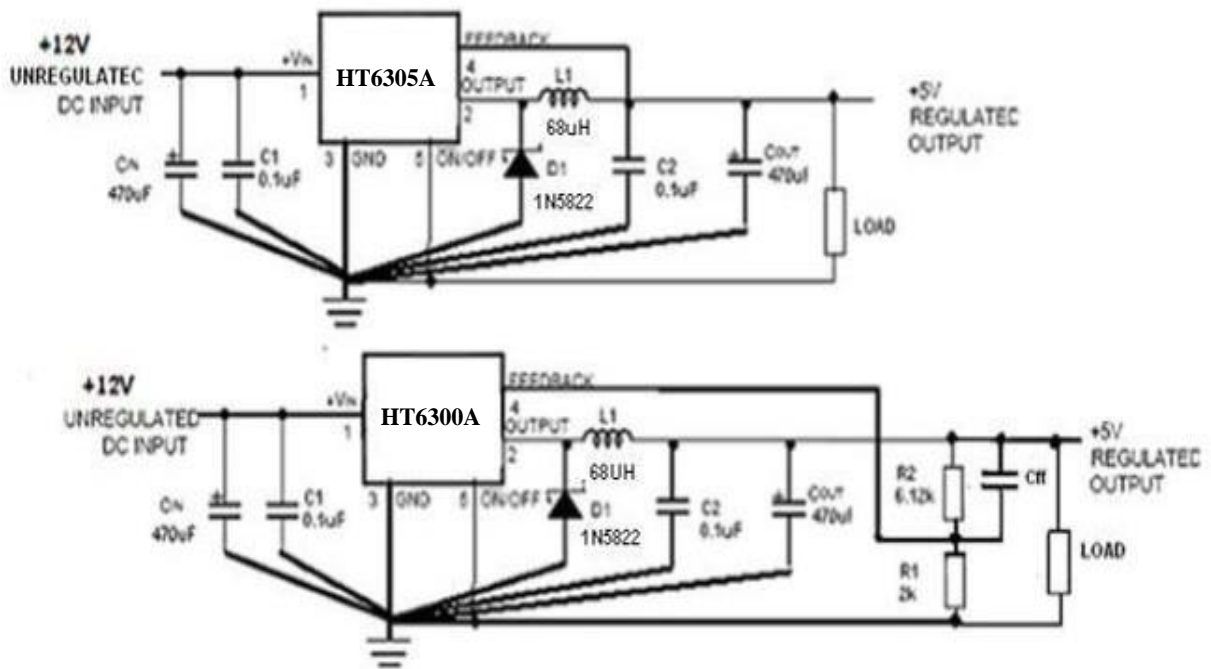 +12V
UNREGULATEC
DC INPUT
+VIN
1
HT6305A
FEEDBACK
4
OUTPUT
2
L1
68uH
+5V
REGULATED
OUTPUT
CIN
470uF
C1
0.1uF
3
GND
5
ON/OFF
D1
1N5822
C2
0.1uF
COUT
470uf
LOAD
+12V
UNREGULATED
DC INPUT
+VIN
1
HT6300A
FEEDBACK
4
OUTPUT
2
L1
68UH
+5V
REGULATED
OUTPUT
R2
6.12k
Cff
CIN
470uF
C1
0.1uF
3
GND
5
ON/OFF
D1
1N5822
C2
0.1uF
COUT
470uf
R1
2k
LOAD